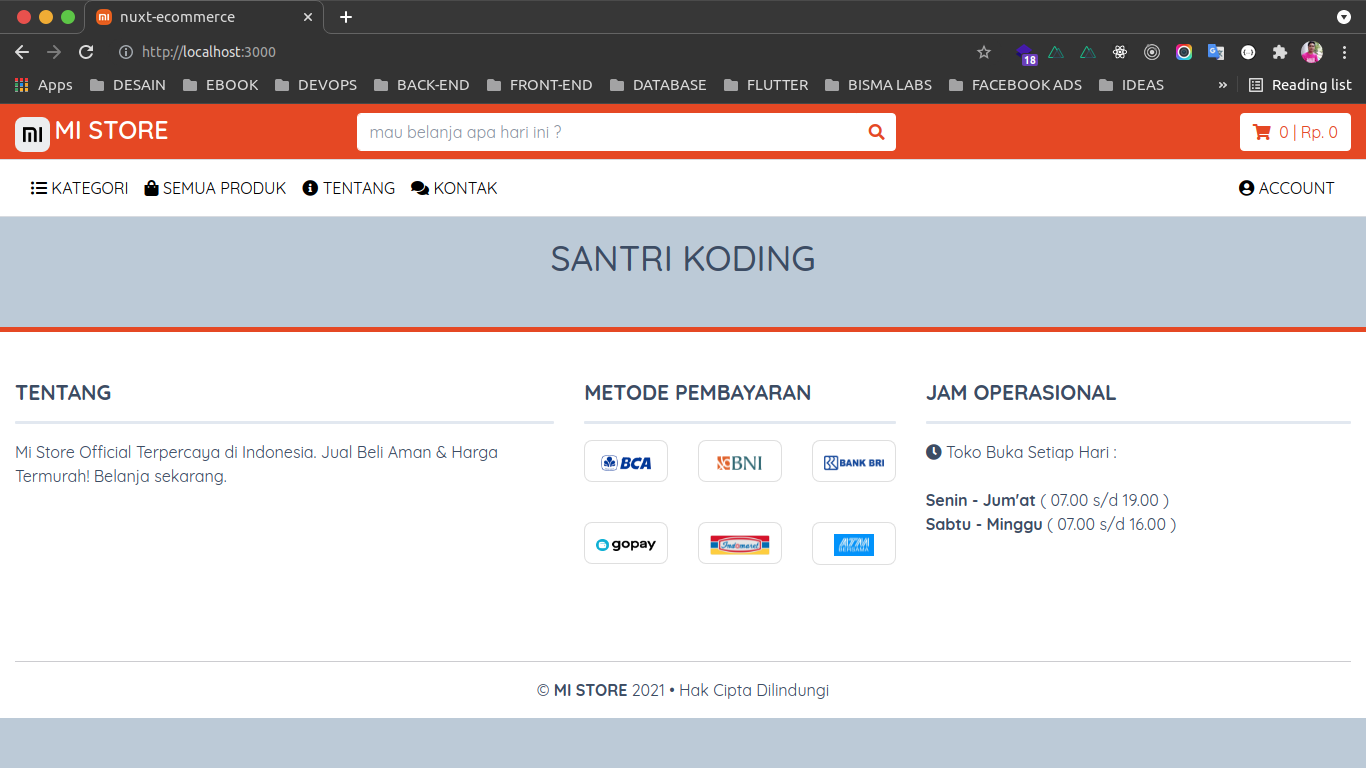 nuxt-ecommerce
http://localhost:3000
18
Apps DESAIN EBOOK DEVOPS BACK-END FRONT-END DATABASE FLUTTER BISMA LABS FACEBOOK ADS IDEAS » Reading list
MI STORE
mau belanja apa hari ini ?
0 | Rp. 0
KATEGORI SEMUA PRODUK TENTANG KONTAK ACCOUNT
SANTRI KODING
TENTANG
Mi Store Official Terpercaya di Indonesia. Jual Beli Aman & Harga
Termurah! Belanja sekarang.
METODE PEMBAYARAN
BCA BNI BANK BRI
gopay Indomaret ATM BERSAMA
JAM OPERASIONAL
Toko Buka Setiap Hari :
Senin - Jum'at ( 07.00 s/d 19.00 )
Sabtu - Minggu ( 07.00 s/d 16.00 )
© MI STORE 2021 • Hak Cipta Dilindungi